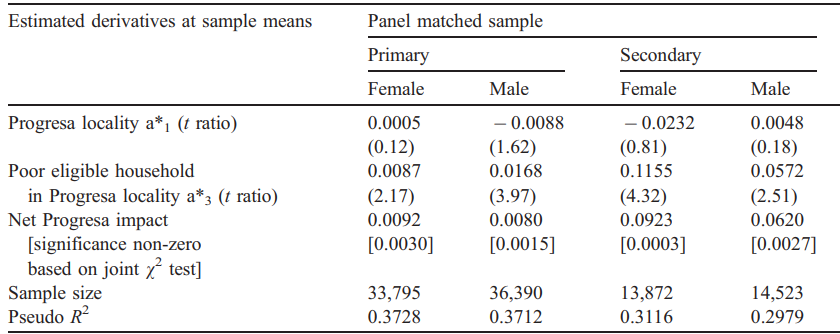 Estimated derivatives at sample means Panel matched sample
Primary Secondary
Female Male Female Male
Progresa locality a*1 (t ratio) 0.0005 − 0.0088 − 0.0232 0.0048
(0.12) (1.62) (0.81) (0.18)
Poor eligible household 0.0087 0.0168 0.1155 0.0572
in Progresa locality a*3 (t ratio) (2.17) (3.97) (4.32) (2.51)
Net Progresa impact 0.0092 0.0080 0.0923 0.0620
[significance non-zero [0.0030] [0.0015] [0.0003] [0.0027]
based on joint χ2 test]
Sample size 33,795 36,390 13,872 14,523
Pseudo R2 0.3728 0.3712 0.3116 0.2979